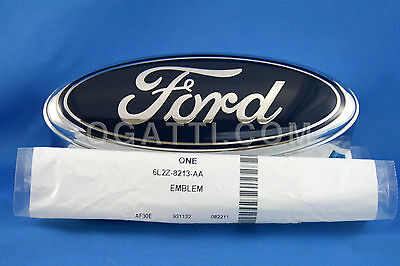 Ford
OGATTI.COM
ONE
6L2Z-8213-AA
EMBLEM
AF30E 931132 082211